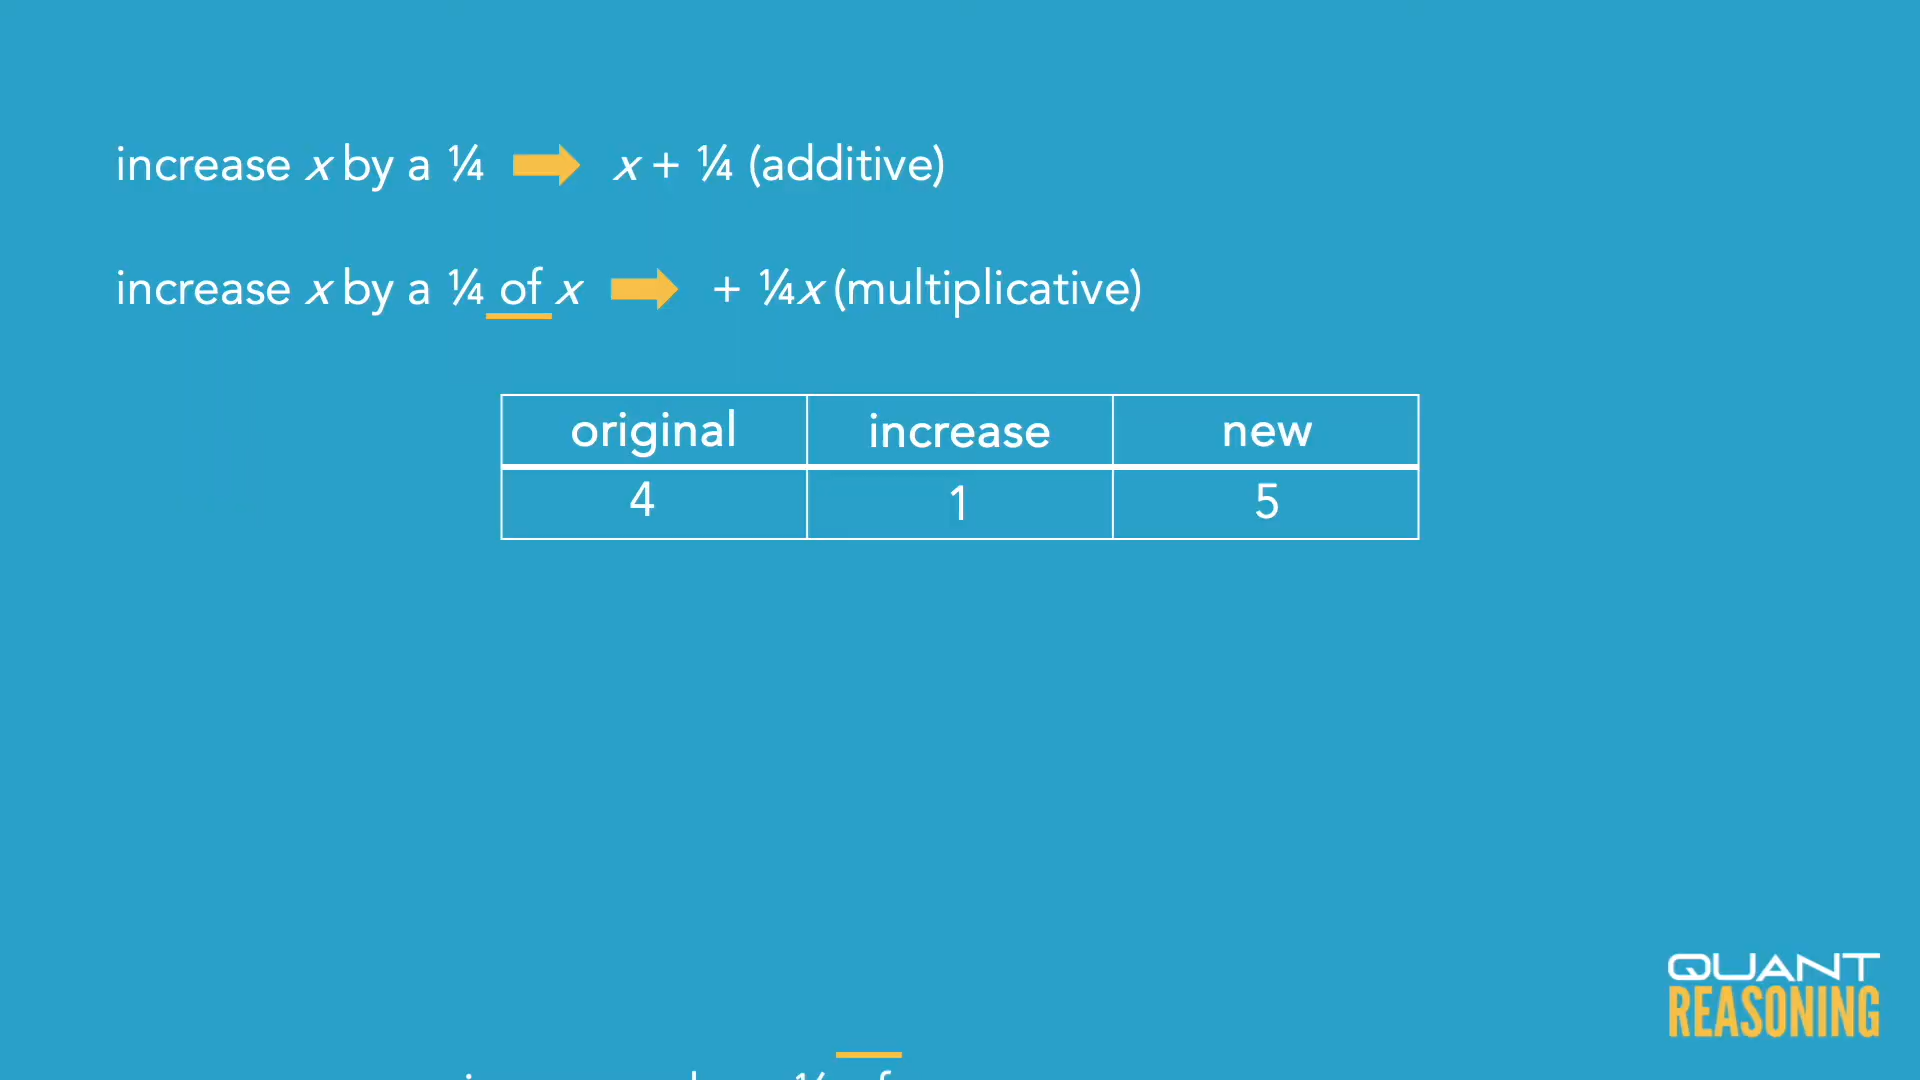 increase x by a ¼ x + ¼ (additive)
increase x by a ¼ of x + ¼x (multiplicative)
original increase new
4 1 5
QUANT
REASONING